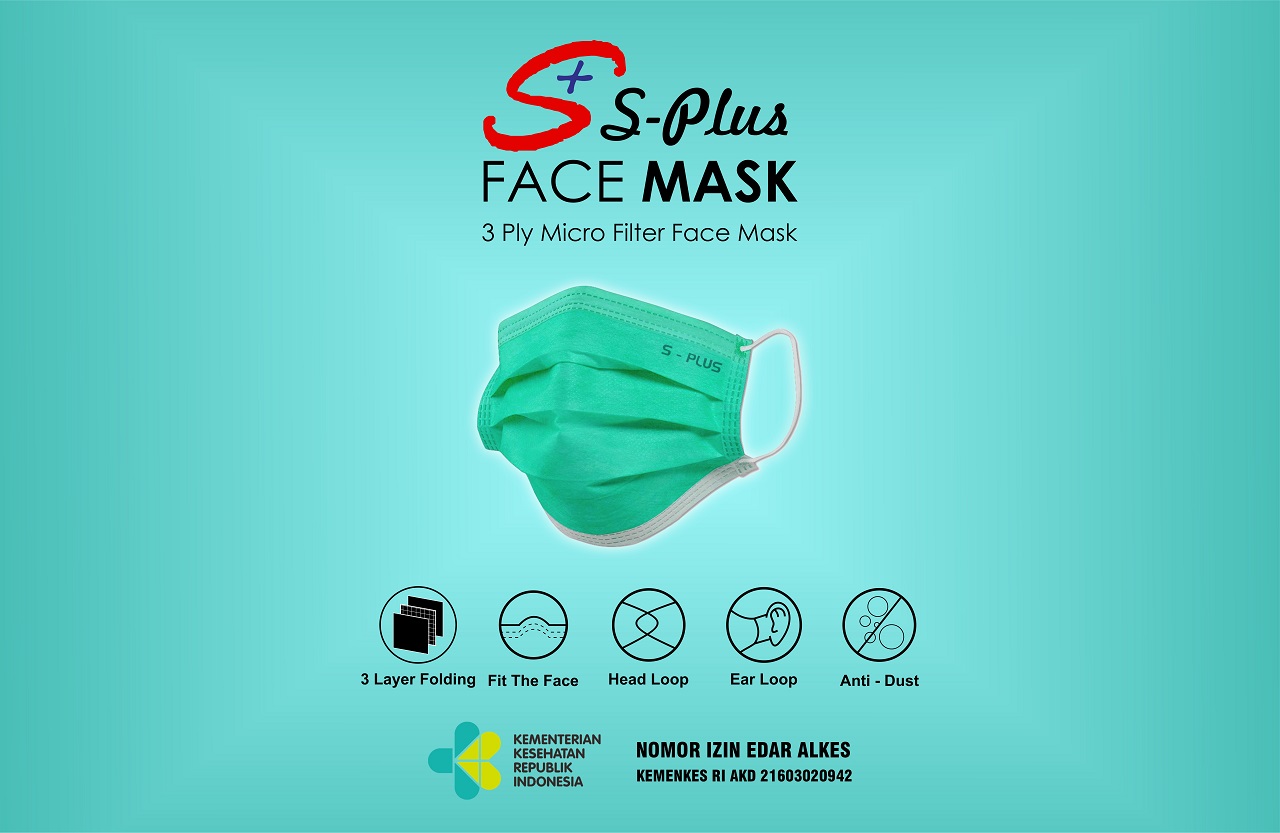 S+ S-Plus
FACE MASK
3 Ply Micro Filter Face Mask
S - PLUS
3 Layer Folding
Fit The Face
Head Loop
Ear Loop
Anti - Dust
KEMENTERIAN
KESEHATAN
REPUBLIK
INDONESIA
NOMOR IZIN EDAR ALKES
KEMENKES RI AKD 21603020942